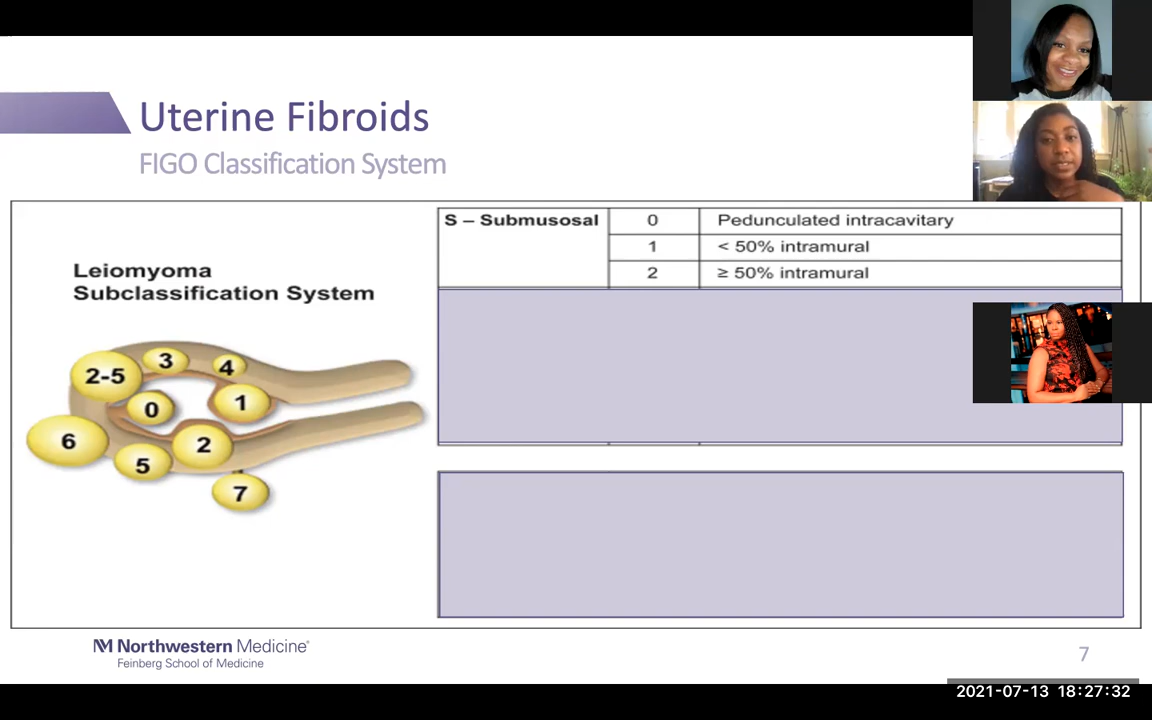 Uterine Fibroids
FIGO Classification System
S – Submusosal 0 Pedunculated intracavitary
1 < 50% intramural
2 ≥ 50% intramural
Leiomyoma
Subclassification System
3
4
2-5
0
1
6
2
5
7
Northwestern Medicine®
Feinberg School of Medicine
7
2021-07-13 18:27:32